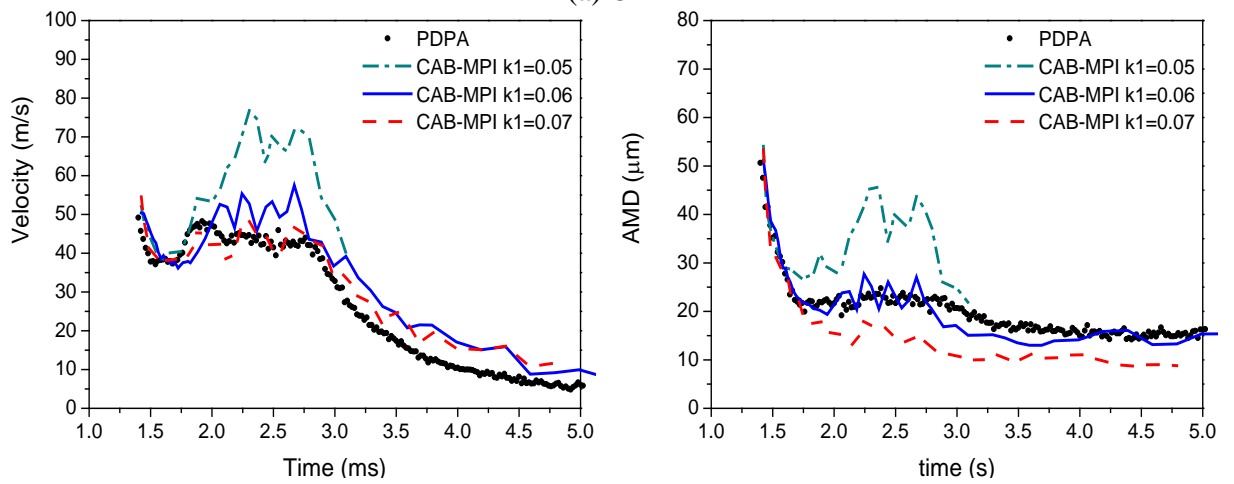 100
90
80
70
60
50
40
30
20
10
0
Velocity (m/s)
PDPA
CAB-MPI k1=0.05
CAB-MPI k1=0.06
CAB-MPI k1=0.07
1.0 1.5 2.0 2.5 3.0 3.5 4.0 4.5 5.0
Time (ms)
80
70
60
50
40
30
20
10
0
AMD (μm)
PDPA
CAB-MPI k1=0.05
CAB-MPI k1=0.06
CAB-MPI k1=0.07
1.0 1.5 2.0 2.5 3.0 3.5 4.0 4.5 5.0
time (s)